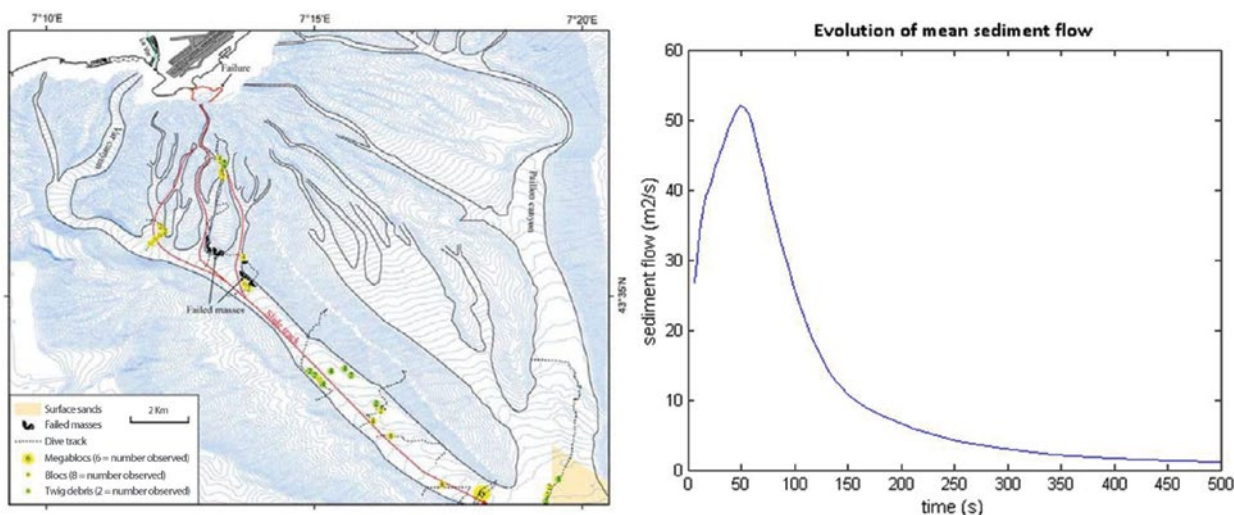 7°10'E
7°15'E
7°20'E
Failure
Var canyon
Paillon canyon
Failed masses
Slide track
43°35'N
Surface sands
Failed masses
Dive track
Megablocs (6 = number observed)
Blocs (8 = number observed)
Twig debris (2 = number observed)
2 Km
6
Evolution of mean sediment flow
sediment flow (m2/s)
60
50
40
30
20
10
0
0 50 100 150 200 250 300 350 400 450 500
time (s)